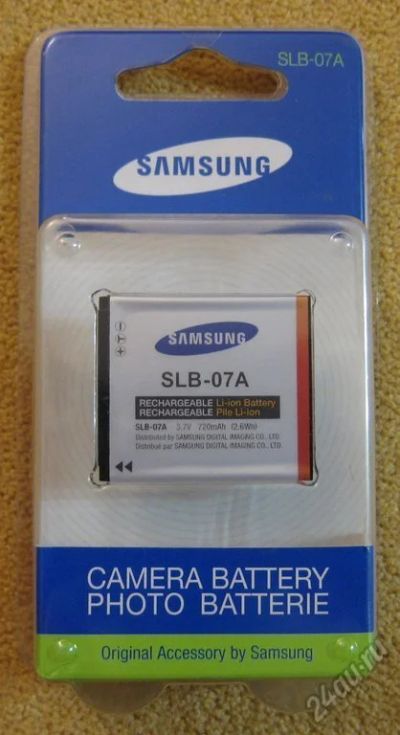 SLB-07A
SAMSUNG
SAMSUNG
SLB-07A
RECHARGEABLE Li-ion Battery
RECHARGEABLE Pile Li-ion
SLB-07A 3.7V 720mAh (2.6Wh)
Distributed by SAMSUNG DIGITAL IMAGING CO., LTD.
Distribué par SAMSUNG DIGITAL IMAGING CO., LTD.
CAMERA BATTERY
PHOTO BATTERIE
Original Accessory by Samsung
24au.ru